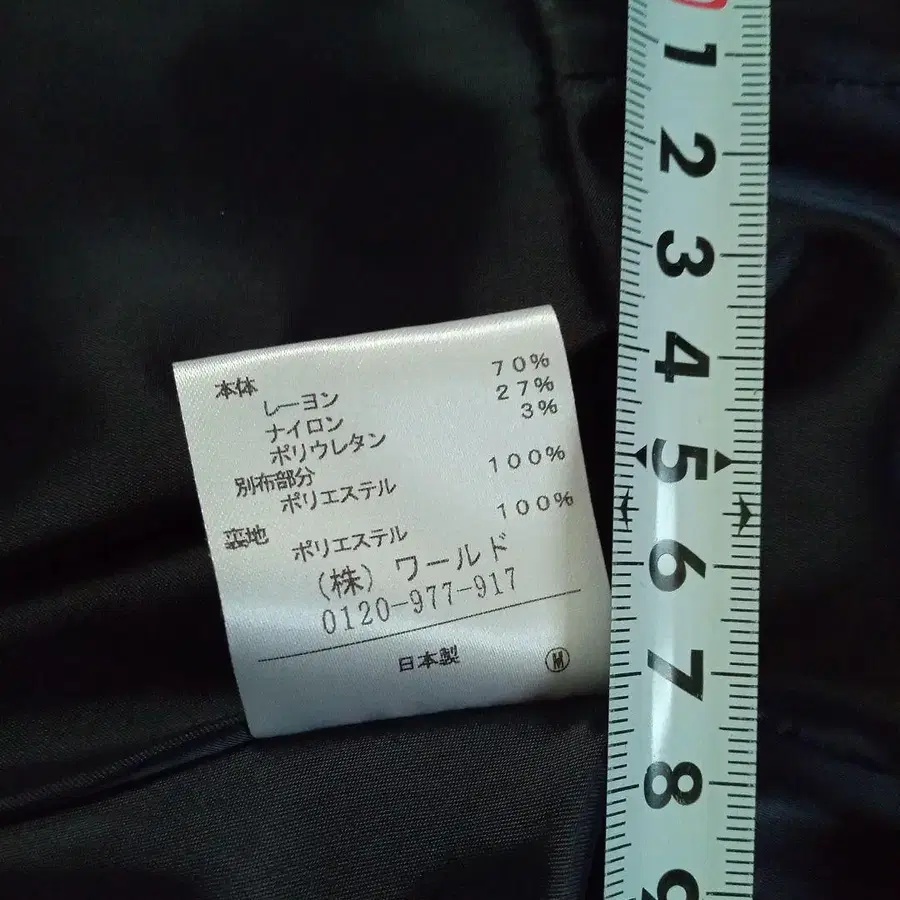 本体
レーヨン 70%
ナイロン 27%
ポリウレタン 3%
別布部分
ポリエステル 100%
裏地
ポリエステル 100%
(株) ワールド
0120-977-917
日本製 Ⓜ
1
2
3
4
5
6
7
8
9